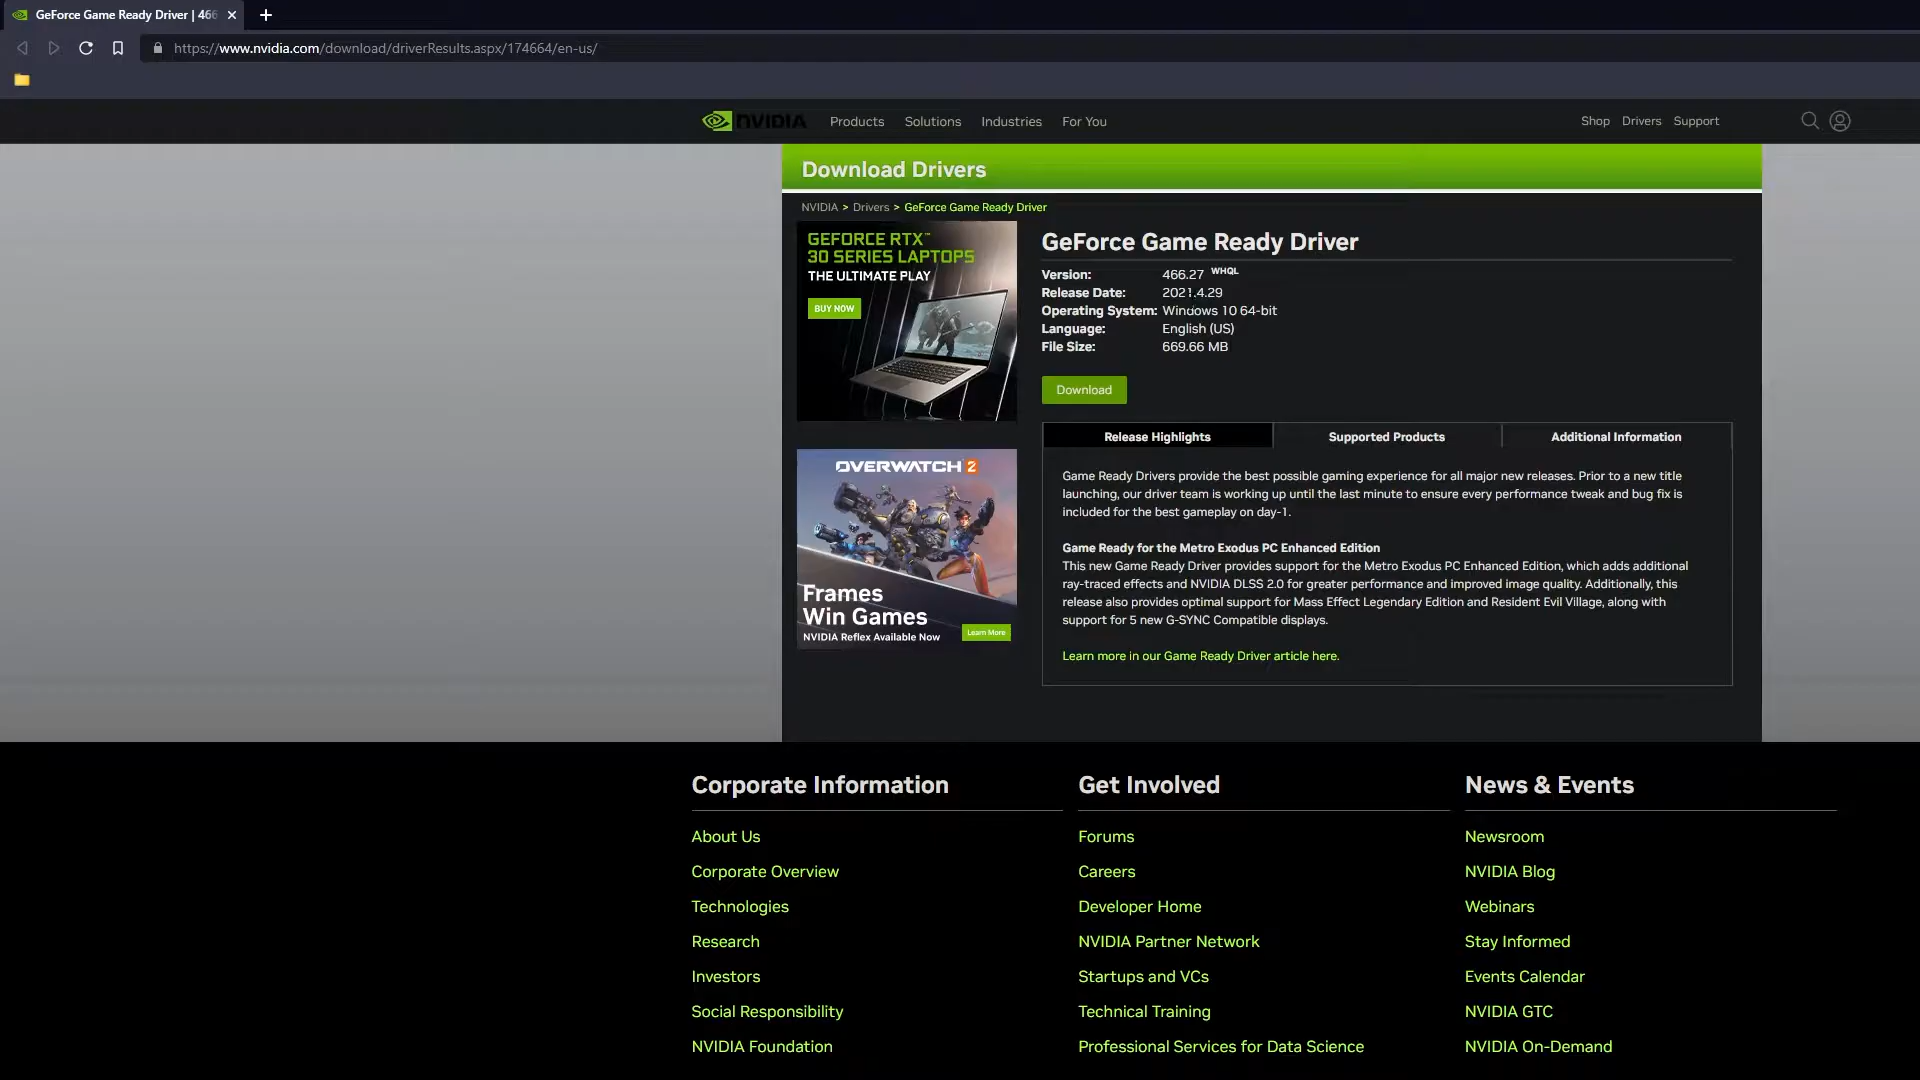 GeForce Game Ready Driver | 466
https://www.nvidia.com/download/driverResults.aspx/174664/en-us/
NVIDIA
Products
Solutions
Industries
For You
Shop
Drivers
Support
Download Drivers
NVIDIA > Drivers > GeForce Game Ready Driver
GEFORCE RTX™
30 SERIES LAPTOPS
THE ULTIMATE PLAY
BUY NOW
GeForce Game Ready Driver
Version: 466.27 WHQL
Release Date: 2021.4.29
Operating System: Windows 10 64-bit
Language: English (US)
File Size: 669.66 MB
Download
Release Highlights
Supported Products
Additional Information
Game Ready Drivers provide the best possible gaming experience for all major new releases. Prior to a new title
launching, our driver team is working up until the last minute to ensure every performance tweak and bug fix is
included for the best gameplay on day-1.
Game Ready for the Metro Exodus PC Enhanced Edition
This new Game Ready Driver provides support for the Metro Exodus PC Enhanced Edition, which adds additional
ray-traced effects and NVIDIA DLSS 2.0 for greater performance and improved image quality. Additionally, this
release also provides optimal support for Mass Effect Legendary Edition and Resident Evil Village, along with
support for 5 new G-SYNC Compatible displays.
Learn more in our Game Ready Driver article here.
OVERWATCH 2
Frames
Win Games
NVIDIA Reflex Available Now
Learn More
Corporate Information
About Us
Corporate Overview
Technologies
Research
Investors
Social Responsibility
NVIDIA Foundation
Get Involved
Forums
Careers
Developer Home
NVIDIA Partner Network
Startups and VCs
Technical Training
Professional Services for Data Science
News & Events
Newsroom
NVIDIA Blog
Webinars
Stay Informed
Events Calendar
NVIDIA GTC
NVIDIA On-Demand